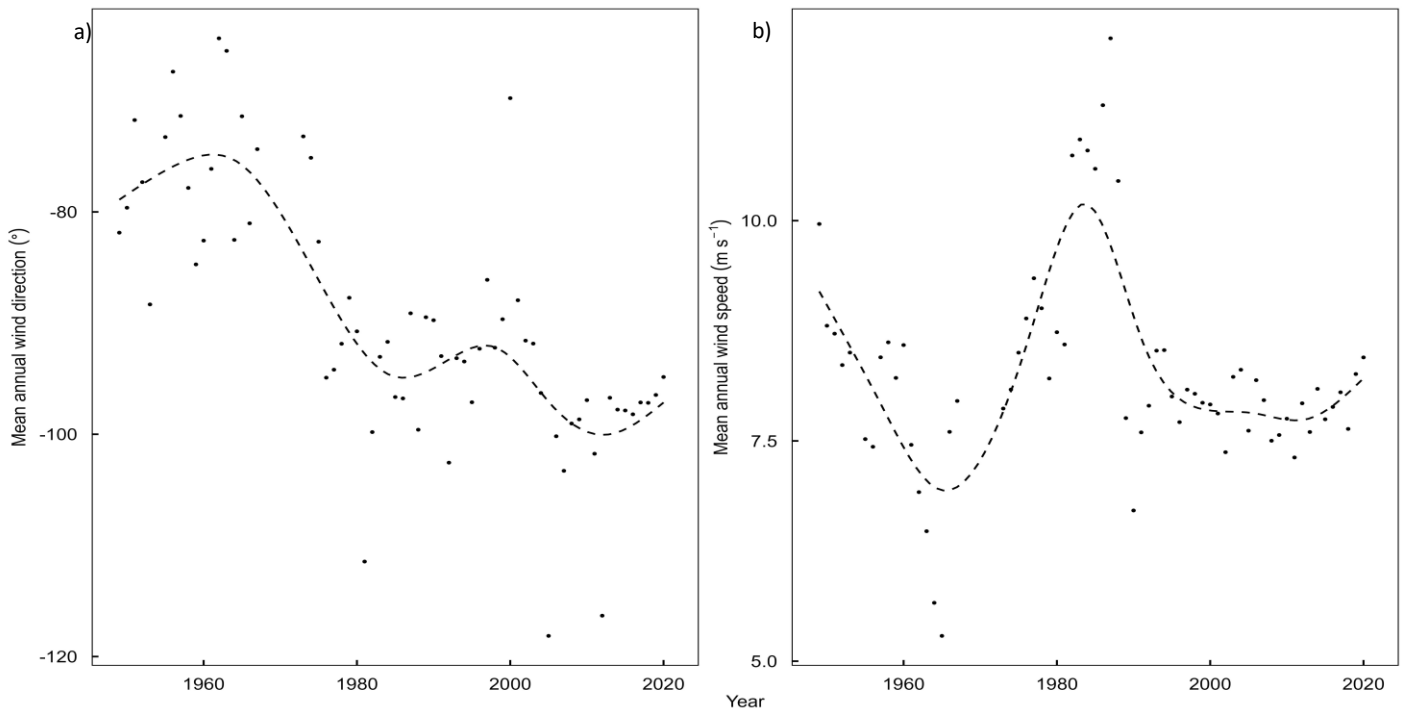 a)
Mean annual wind direction (°)
-80
-100
-120
1960
1980
2000
2020
b)
Mean annual wind speed (m s⁻¹)
10.0
7.5
5.0
1960
1980
2000
2020
Year